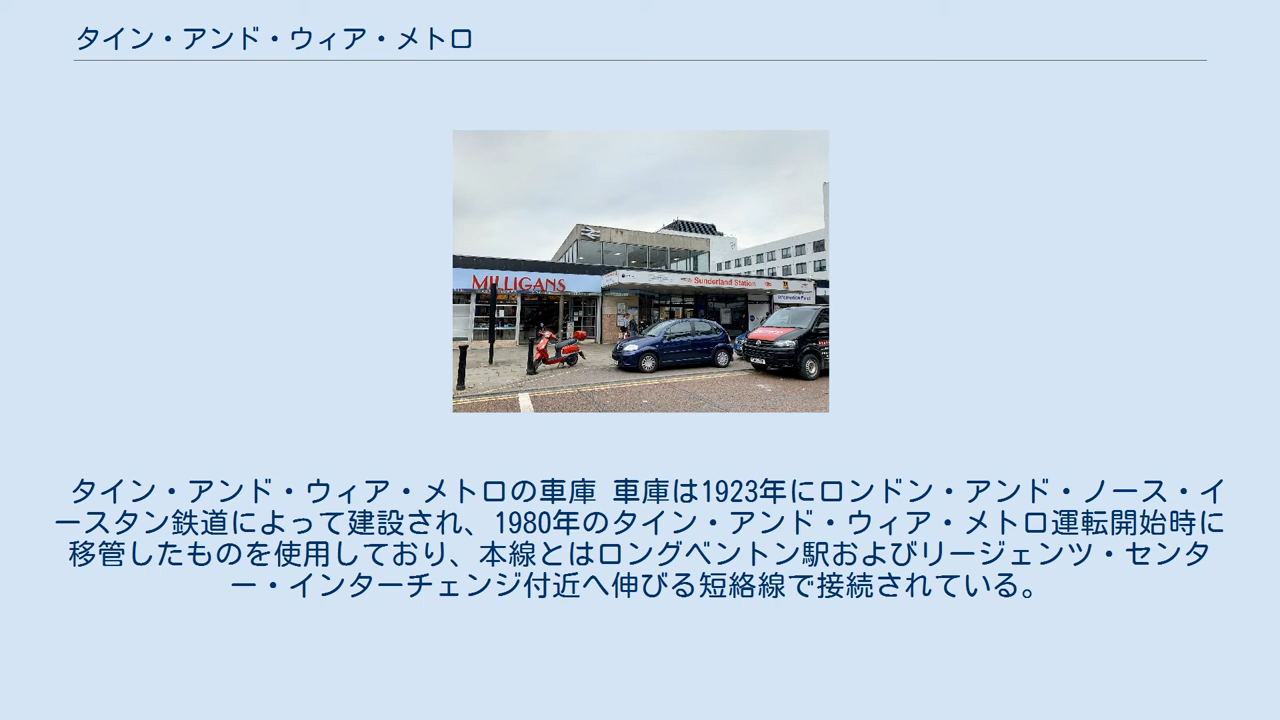 タイン・アンド・ウィア・メトロ
MILLIGANS
Sunderland Station
タイン・アンド・ウィア・メトロの車庫 車庫は1923年にロンドン・アンド・ノース・イ
ースタン鉄道によって建設され、1980年のタイン・アンド・ウィア・メトロ運転開始時に
移管したものを使用しており、本線とはロングベントン駅およびリージェンツ・センタ
ー・インターチェンジ付近へ伸びる短絡線で接続されている。